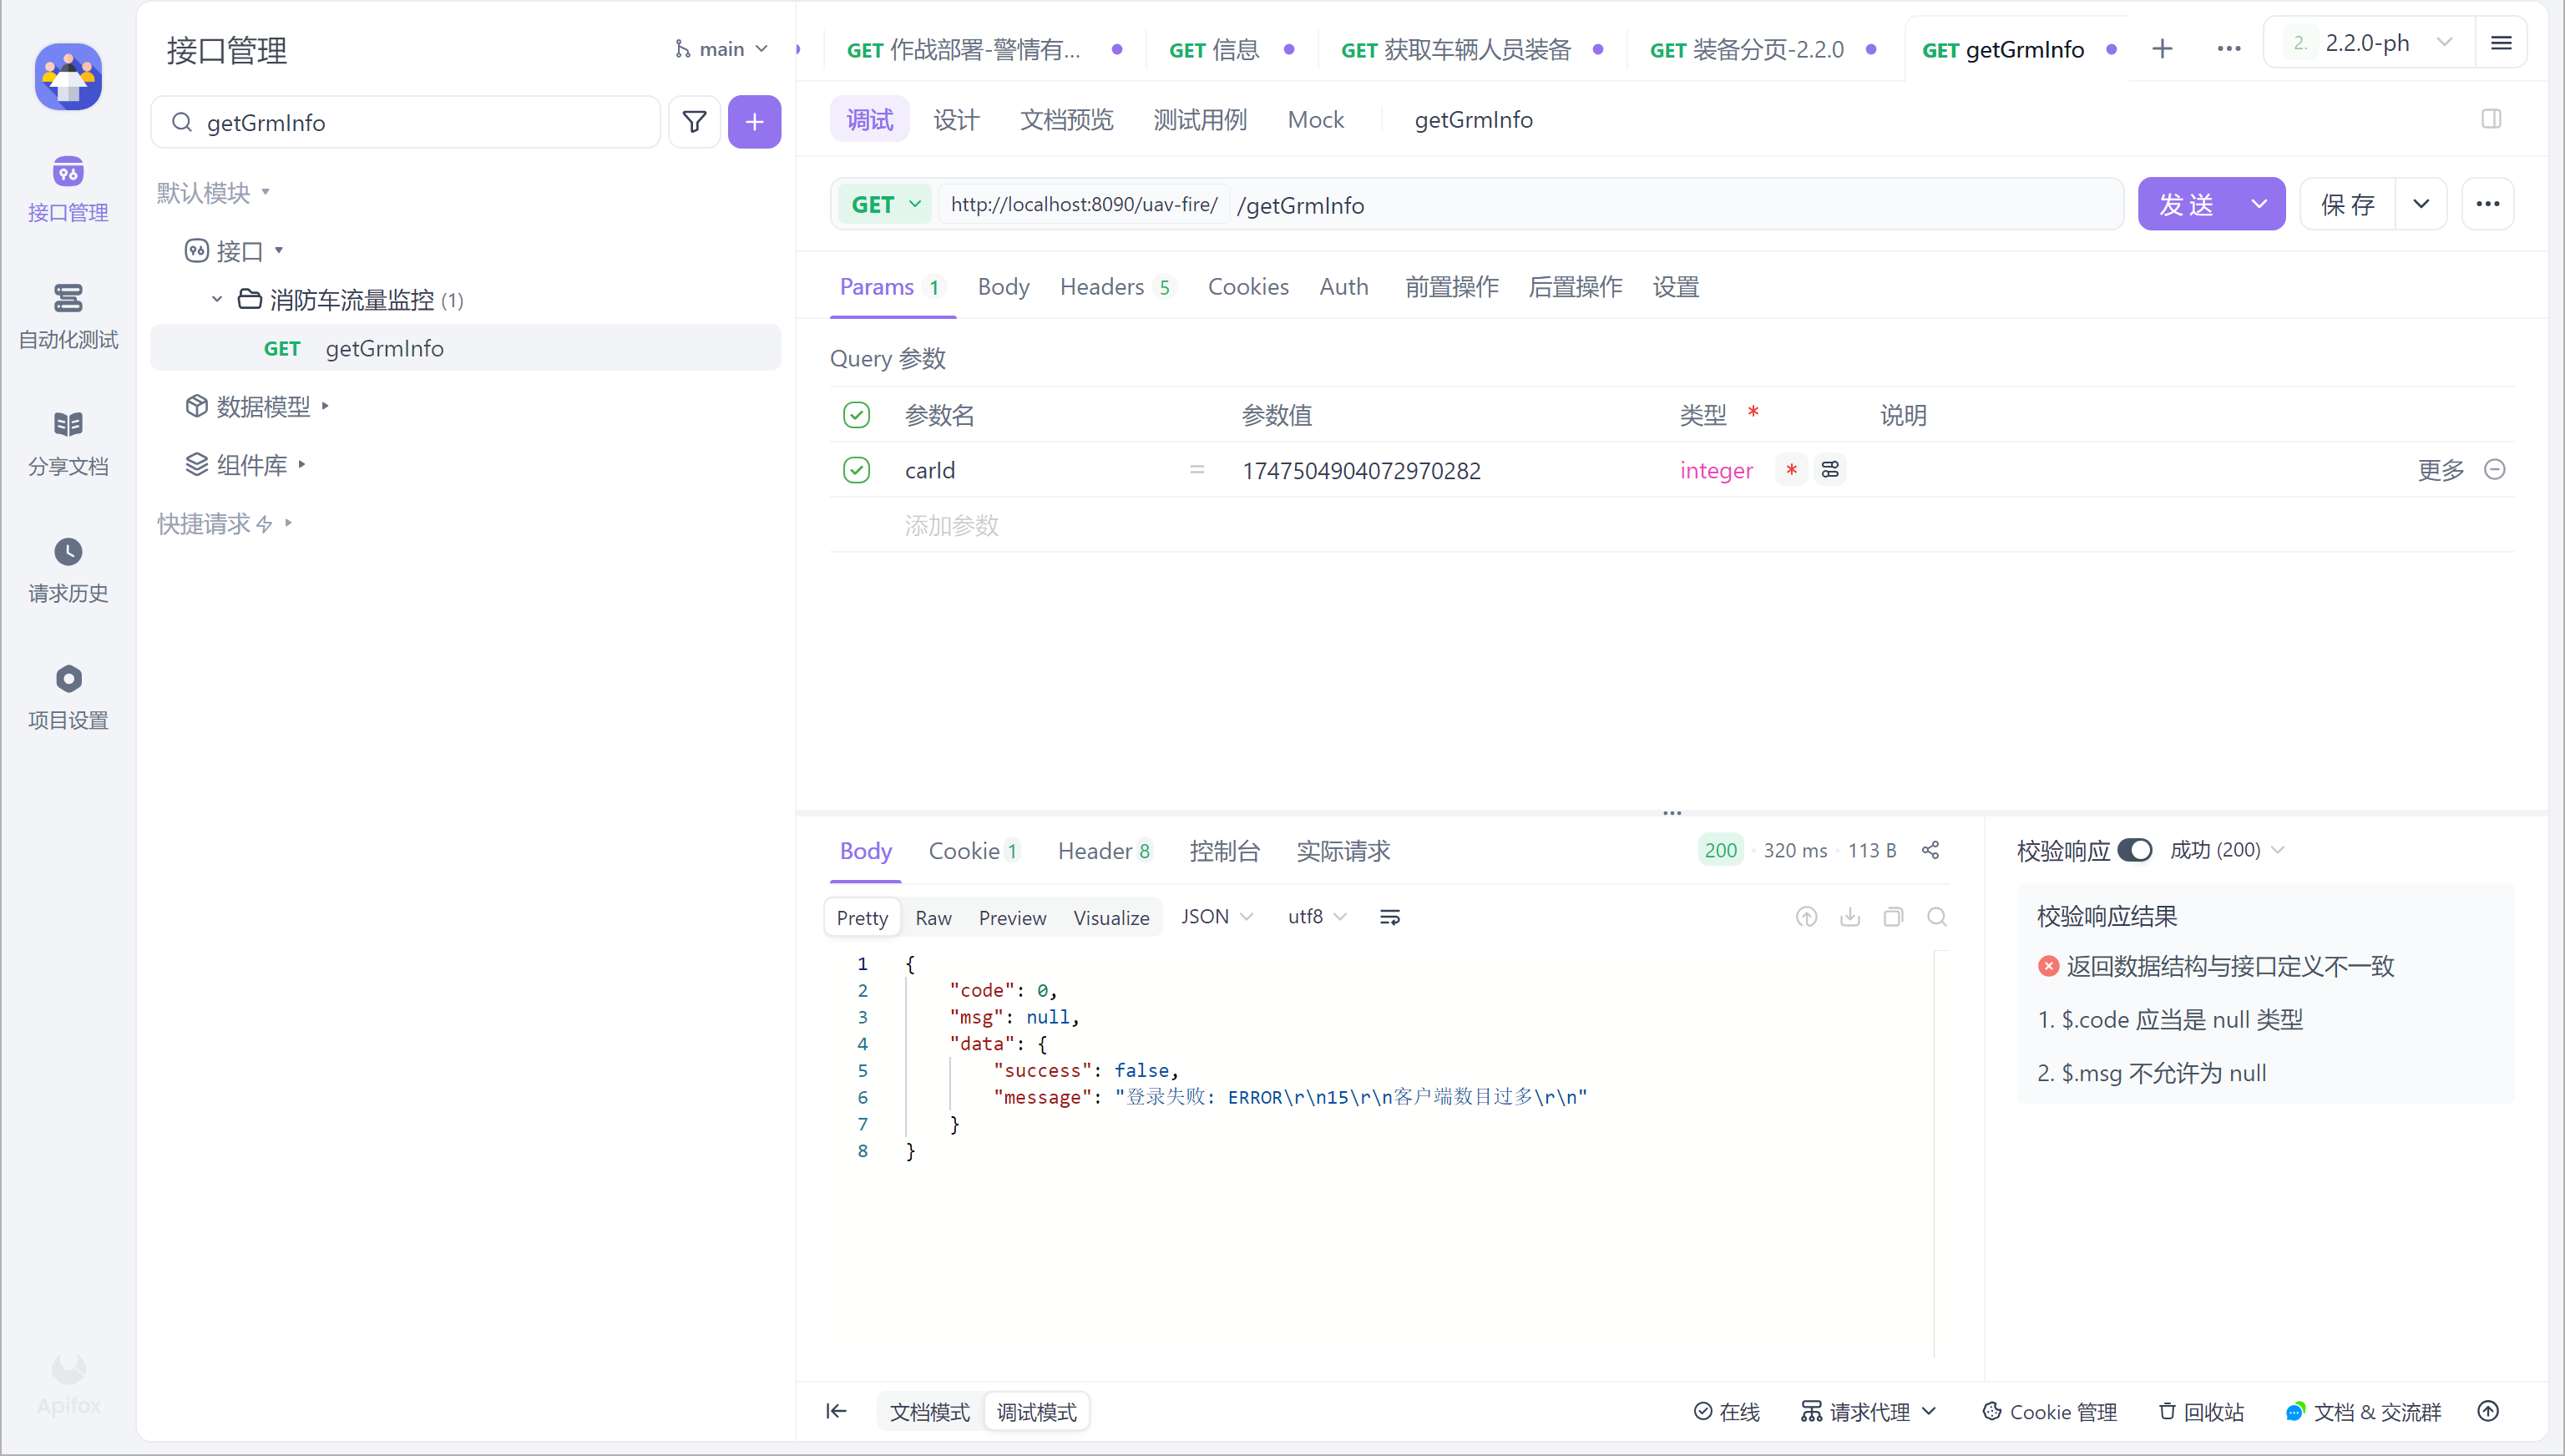 接口管理
自动化测试
分享文档
请求历史
项目设置
Apifox
接口管理
main
getGrmInfo
默认模块
接口
消防车流量监控 (1)
GET getGrmInfo
数据模型
组件库
快捷请求
GET 作战部署-警情有...
GET 信息
GET 获取车辆人员装备
GET 装备分页-2.2.0
GET getGrmInfo
2. 2.2.0-ph
调试 设计 文档预览 测试用例 Mock getGrmInfo
GET http://localhost:8090/uav-fire/ /getGrmInfo
发送
保存
Params 1 Body Headers 5 Cookies Auth 前置操作 后置操作 设置
Query 参数
参数名 参数值 类型 * 说明
carId = 1747504904072970282 integer * 更多
添加参数
Body Cookie 1 Header 8 控制台 实际请求
200 · 320 ms · 113 B
Pretty Raw Preview Visualize JSON utf8
1 {
2 "code": 0,
3 "msg": null,
4 "data": {
5 "success": false,
6 "message": "登录失败: ERROR\r\n15\r\n客户端数目过多\r\n"
7 }
8 }
校验响应 成功 (200)
校验响应结果
返回数据结构与接口定义不一致
1. $.code 应当是 null 类型
2. $.msg 不允许为 null
文档模式 调试模式
在线 请求代理 Cookie 管理 回收站 文档 & 交流群